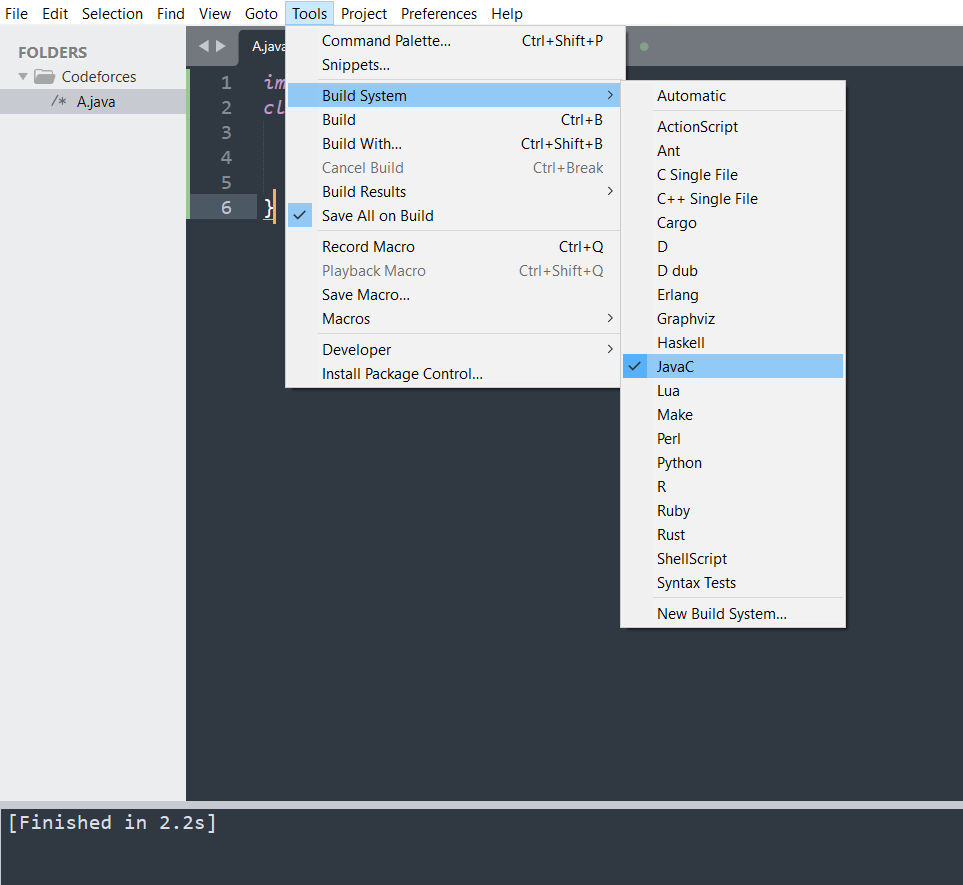 File Edit Selection Find View Goto Tools Project Preferences Help
FOLDERS
Codeforces
/* A.java
A.java
1 im
2 cl
3
4
5
6 }
Command Palette... Ctrl+Shift+P
Snippets...
Build System
Build Ctrl+B
Build With... Ctrl+Shift+B
Cancel Build Ctrl+Break
Build Results
Save All on Build
Record Macro Ctrl+Q
Playback Macro Ctrl+Shift+Q
Save Macro...
Macros
Developer
Install Package Control...
Automatic
ActionScript
Ant
C Single File
C++ Single File
Cargo
D
D dub
Erlang
Graphviz
Haskell
JavaC
Lua
Make
Perl
Python
R
Ruby
Rust
ShellScript
Syntax Tests
New Build System...
[Finished in 2.2s]